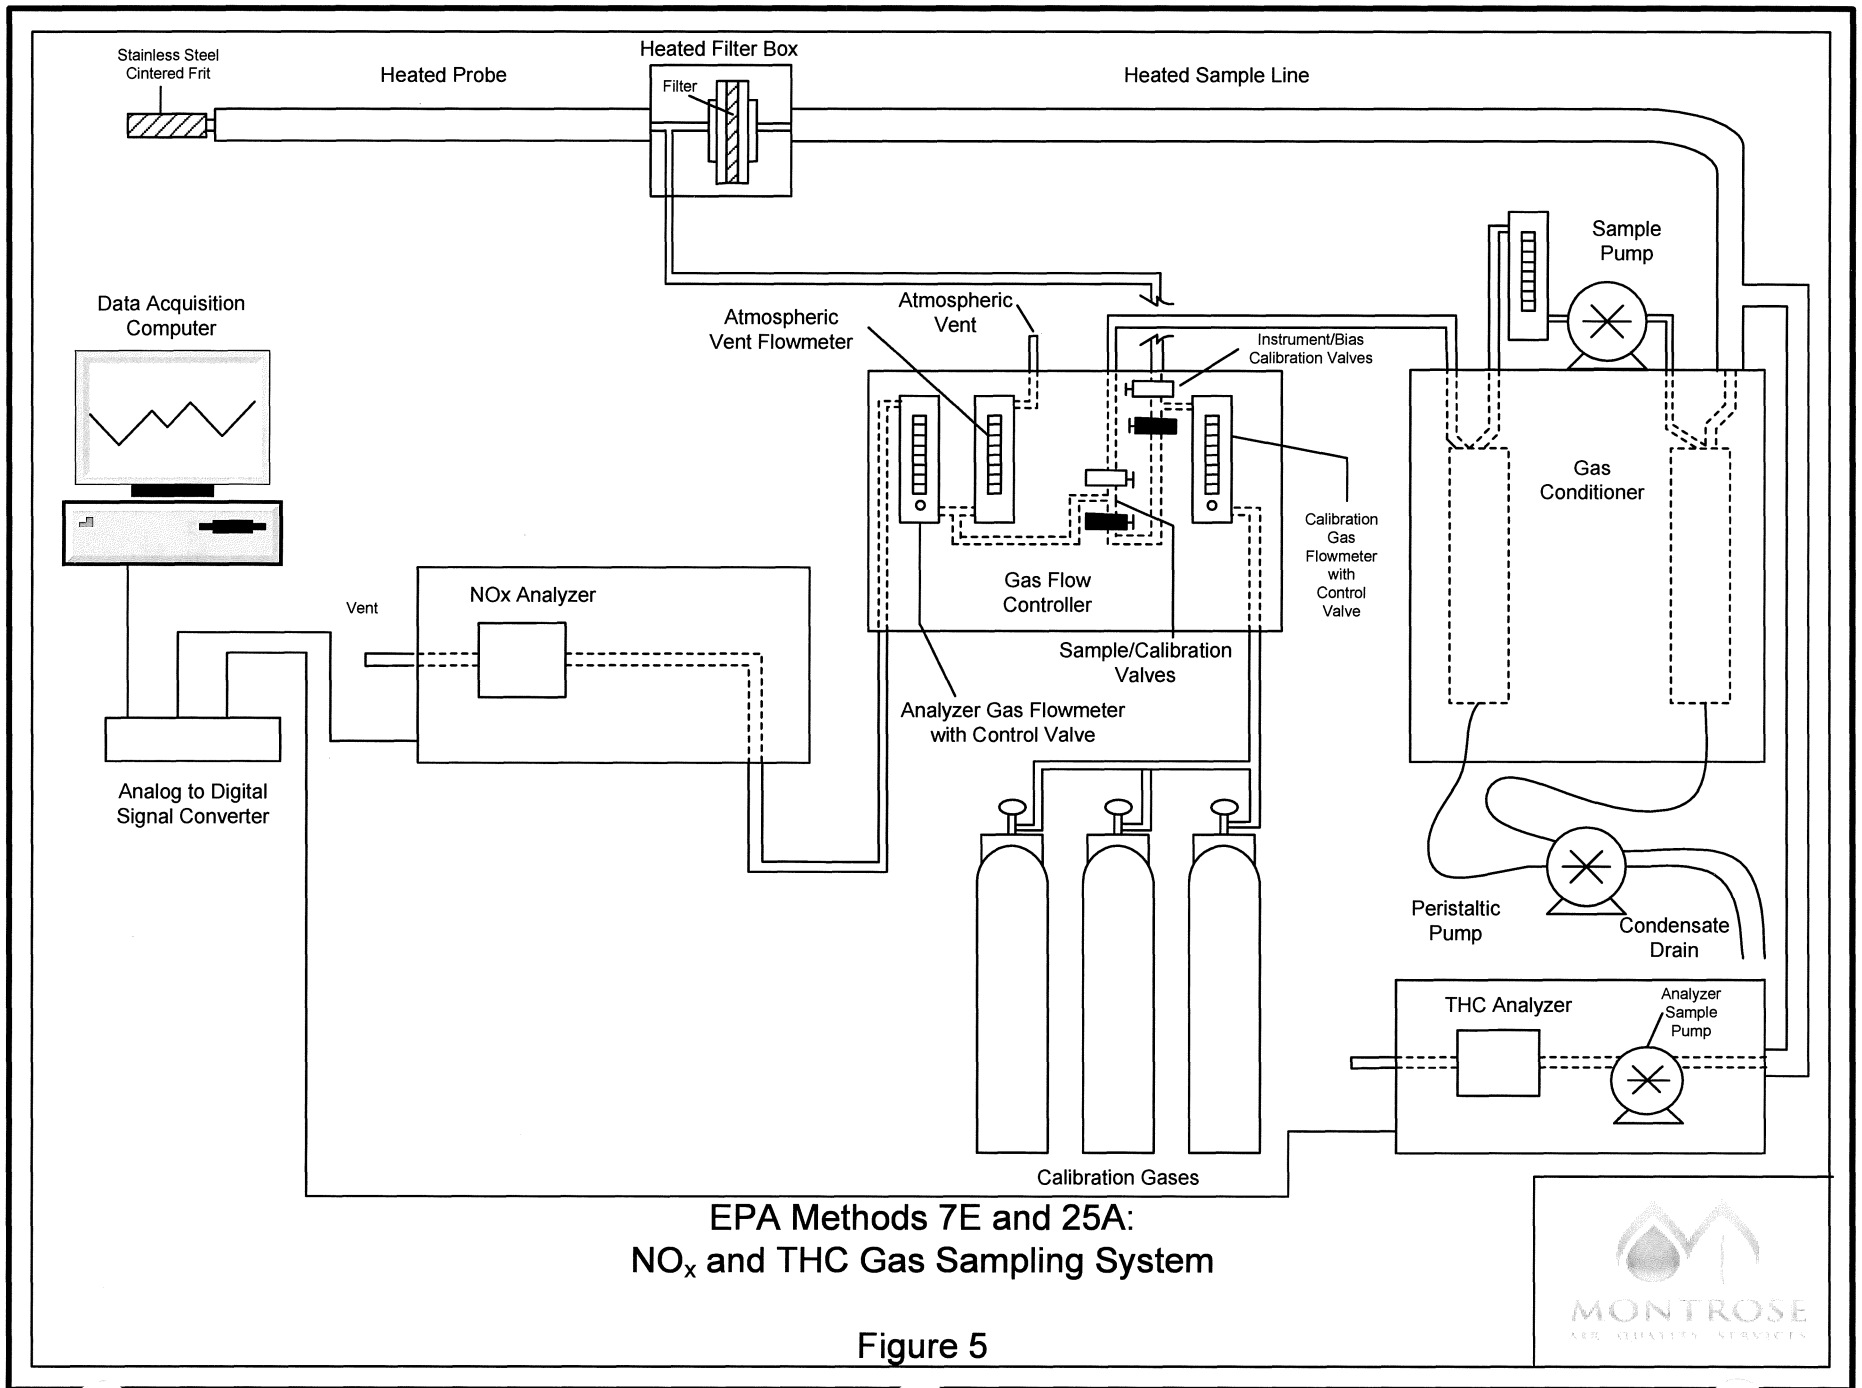 Stainless Steel
Cintered Frit
Heated Probe
Heated Filter Box
Filter
Heated Sample Line
Sample
Pump
Data Acquisition
Computer
Atmospheric
Vent Flowmeter
Atmospheric
Vent
Instrument/Bias
Calibration Valves
Gas
Conditioner
Calibration
Gas
Flowmeter
with
Control
Valve
Gas Flow
Controller
NOx Analyzer
Vent
Sample/Calibration
Valves
Analyzer Gas Flowmeter
with Control Valve
Analog to Digital
Signal Converter
Peristaltic
Pump
Condensate
Drain
THC Analyzer
Analyzer
Sample
Pump
Calibration Gases
EPA Methods 7E and 25A:
NOx and THC Gas Sampling System
Figure 5
MONTROSE
AIR QUALITY SERVICES